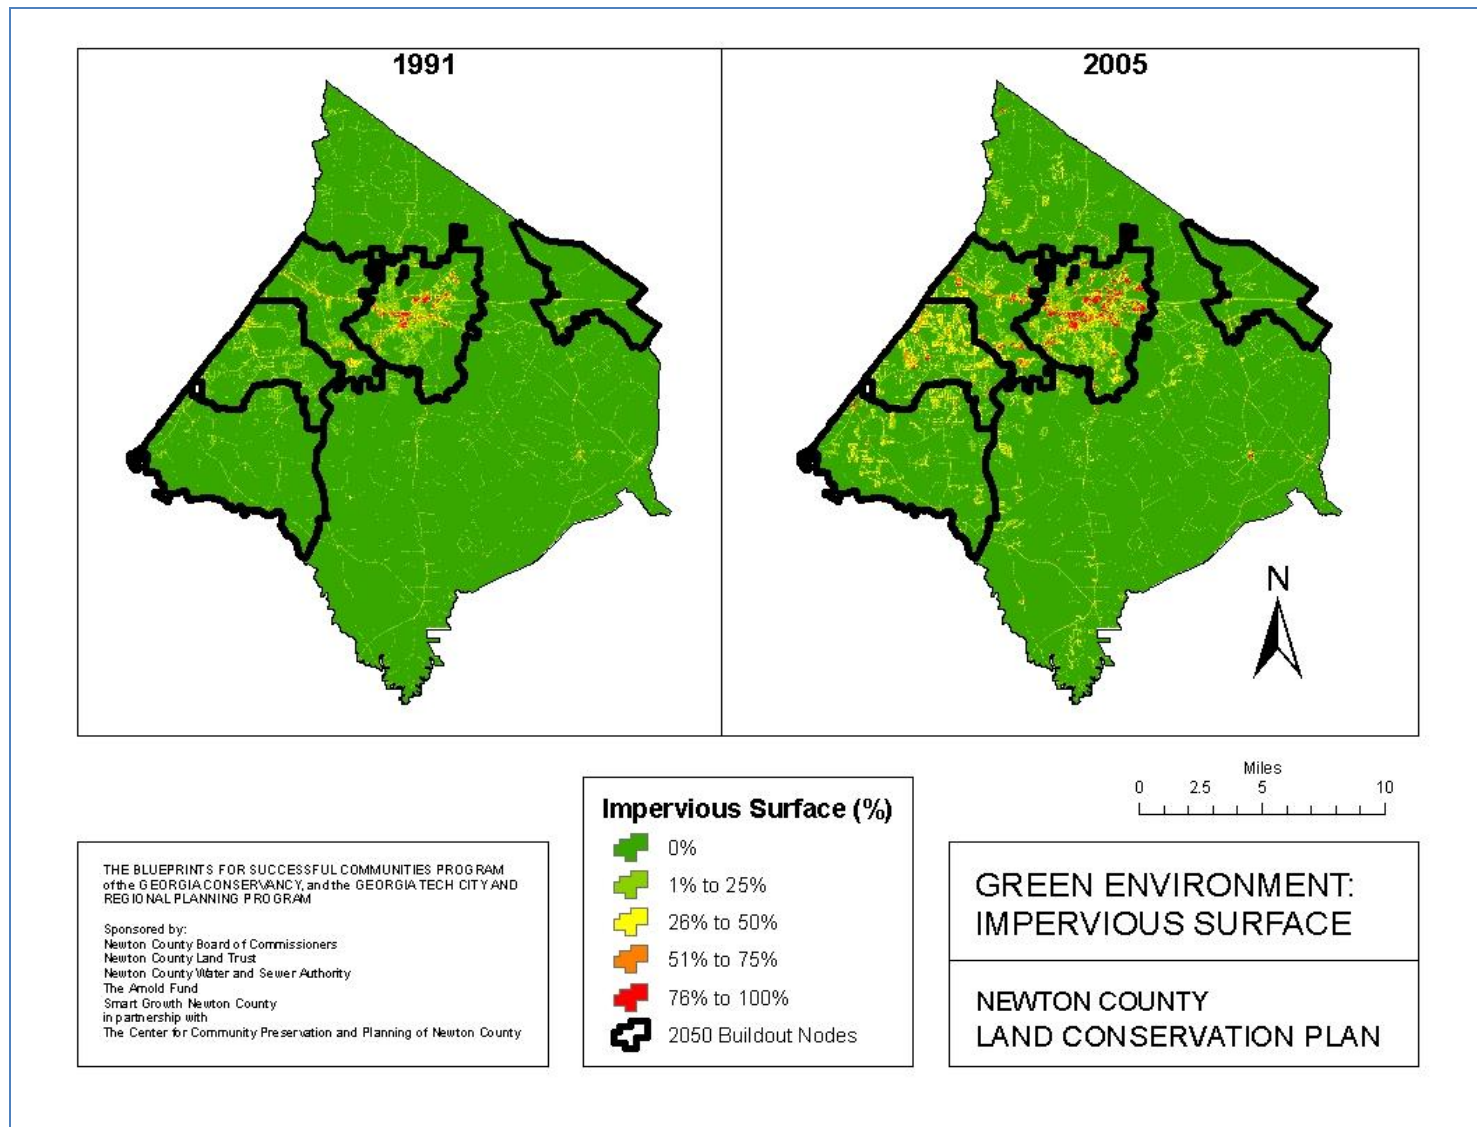 1991
2005
N
Miles
0 2.5 5 10
THE BLUEPRINTS FOR SUCCESSFUL COMMUNITIES PROGRAM
of the GEORGIA CONSERVANCY, and the GEORGIA TECH CITY AND
REGIONAL PLANNING PROGRAM
Sponsored by:
Newton County Board of Commissioners
Newton County Land Trust
Newton County Water and Sewer Authority
The Arnold Fund
Smart Growth Newton County
in partnership with
The Center for Community Preservation and Planning of Newton County
Impervious Surface (%)
0%
1% to 25%
26% to 50%
51% to 75%
76% to 100%
2050 Buildout Nodes
GREEN ENVIRONMENT:
IMPERVIOUS SURFACE
NEWTON COUNTY
LAND CONSERVATION PLAN